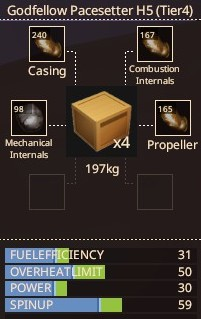 Godfellow Pacesetter H5 (Tier4)
240
167
Casing
Combustion
Internals
98
165
x4
Mechanical
Internals
Propeller
197kg
FUELEFFICIENCY 31
OVERHEATLIMIT 50
POWER 30
SPINUP 59